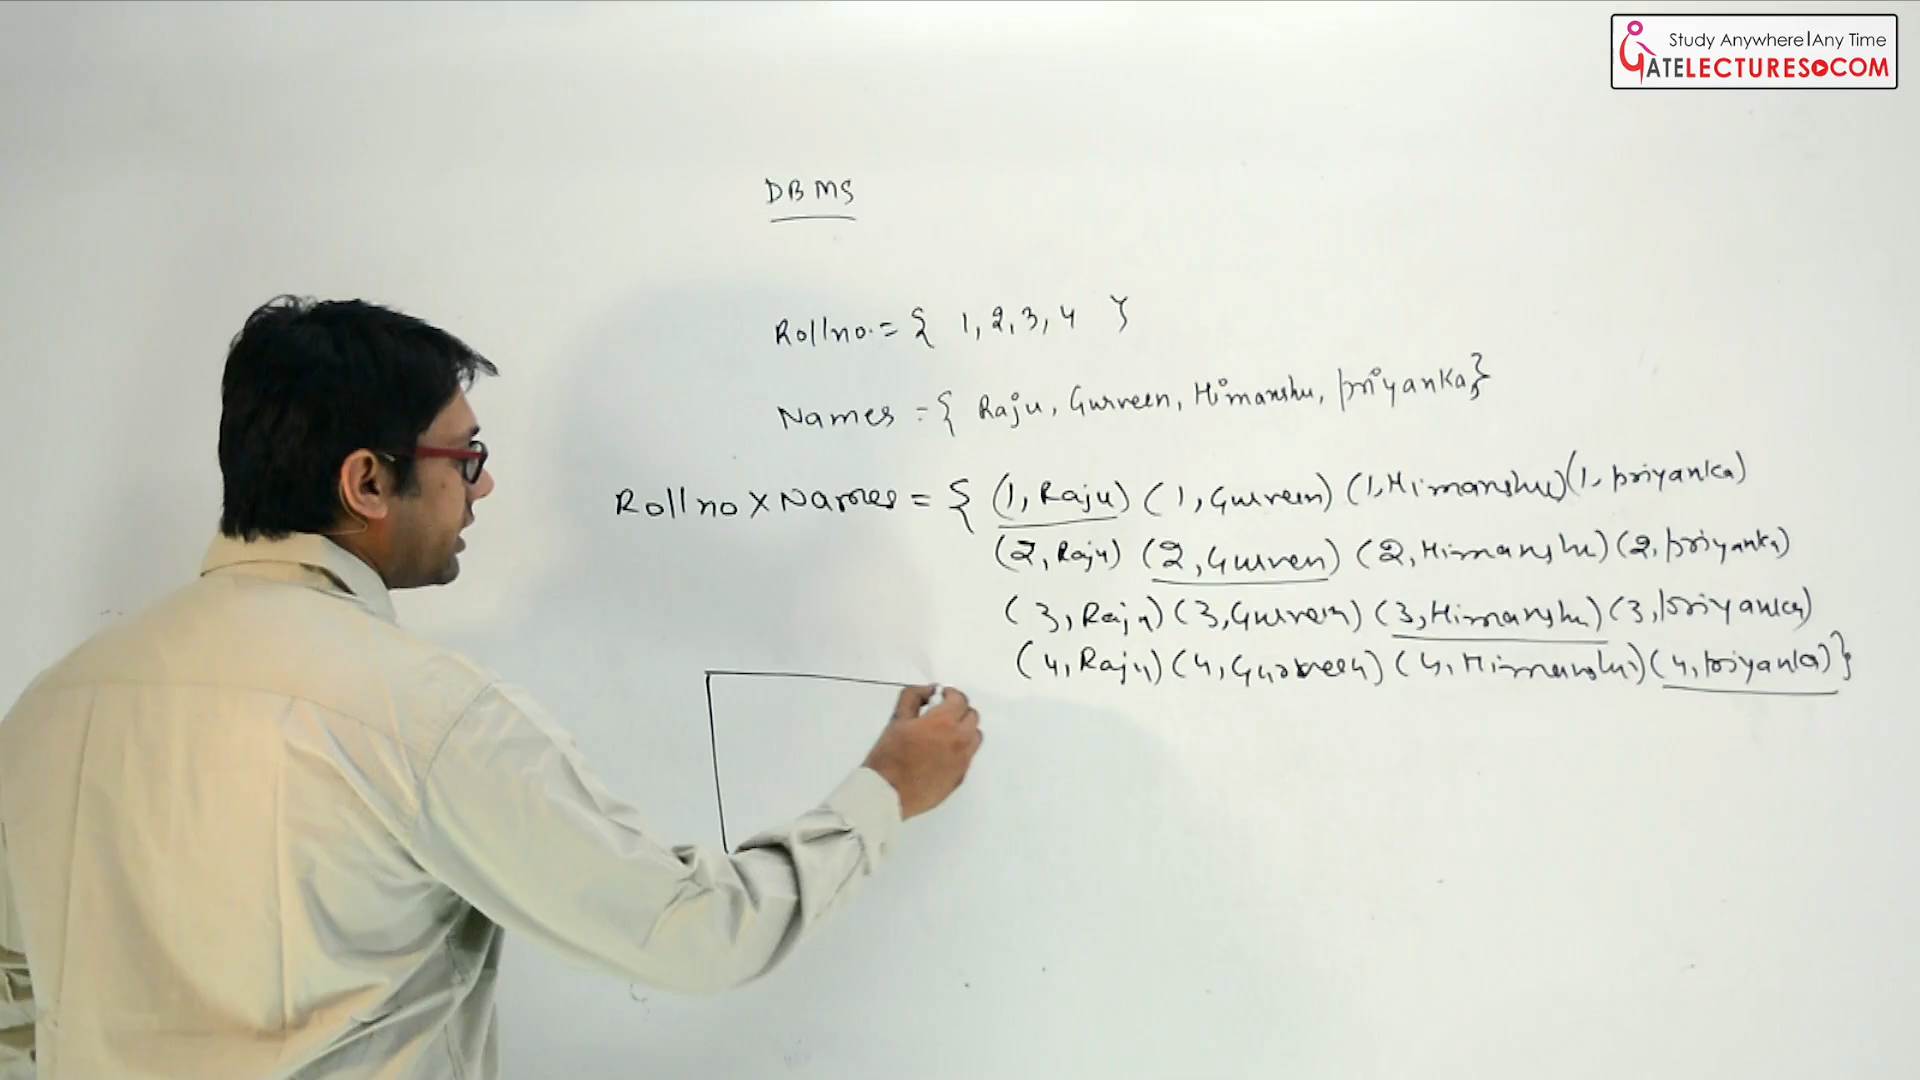 Study Anywhere|Any Time
GATELECTURES.COM
DBMS
Rollno. = { 1, 2, 3, 4 }
Names = { Raju, Gurveen, Himanshu, priyanka}
Rollno X Names = { (1, Raju) (1, Gurveen) (1, Himanshu) (1, priyanka)
(2, Raju) (2, Gurveen) (2, Himanshu) (2, priyanka)
(3, Raju) (3, Gurveen) (3, Himanshu) (3, priyanka)
(4, Raju) (4, Gurveen) (4, Himanshu) (4, priyanka) }